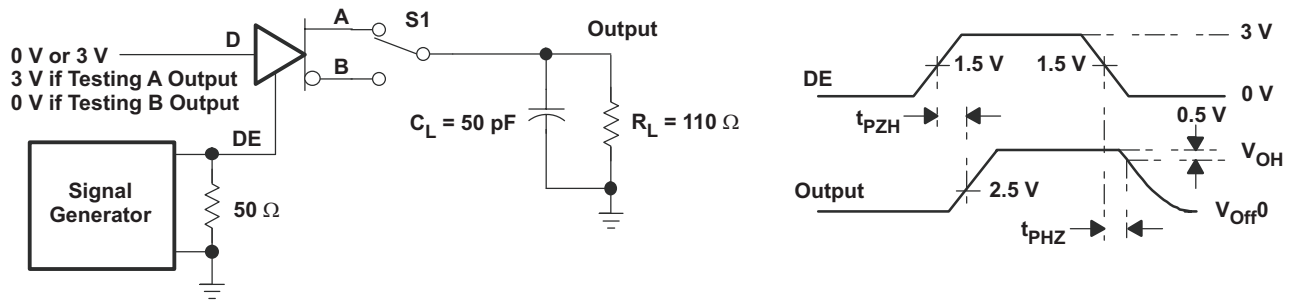 A
S1
Output
D
0 V or 3 V
3 V if Testing A Output
0 V if Testing B Output
B
DE
C_L = 50 pF
R_L = 110 Ω
Signal
Generator
50 Ω
3 V
1.5 V
1.5 V
DE
0 V
t_PZH
0.5 V
V_OH
Output
2.5 V
V_Off0
t_PHZ